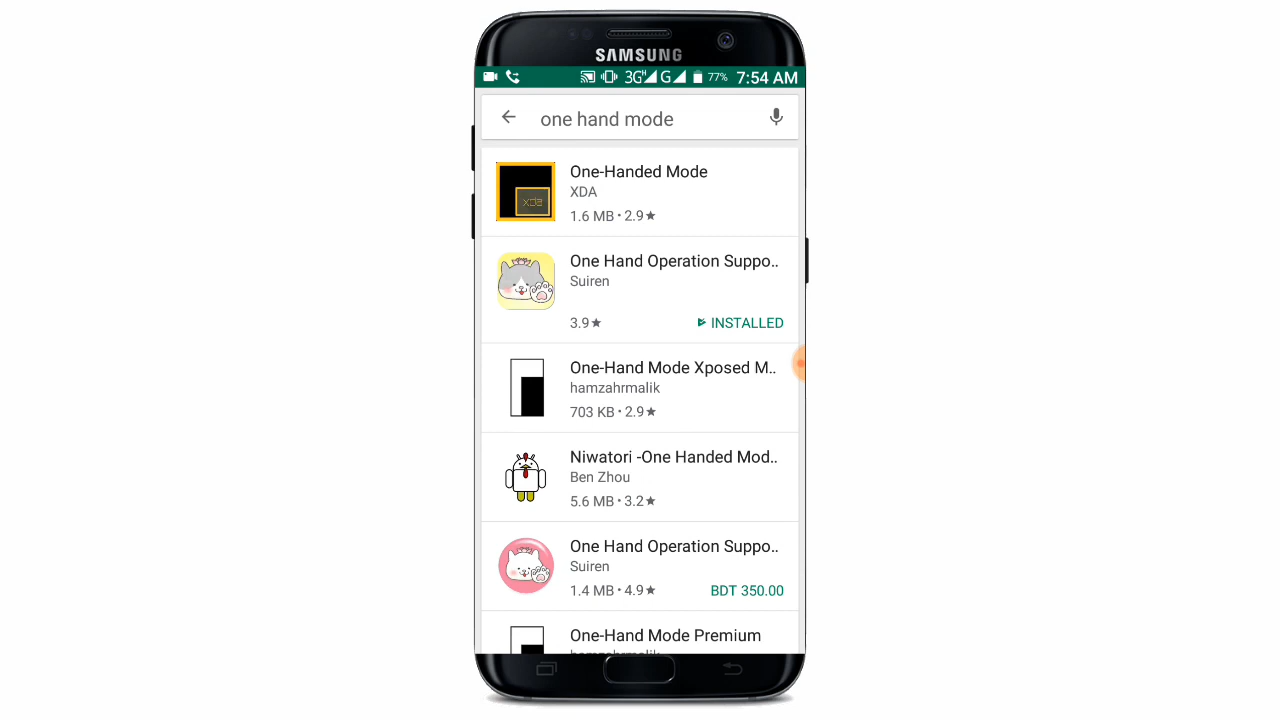 SAMSUNG
3G H G 77% 7:54 AM
one hand mode
One-Handed Mode
XDA
xda
1.6 MB · 2.9★
One Hand Operation Suppo..
Suiren
3.9★ INSTALLED
One-Hand Mode Xposed M..
hamzahrmalik
703 KB · 2.9★
Niwatori -One Handed Mod..
Ben Zhou
5.6 MB · 3.2★
One Hand Operation Suppo..
Suiren
1.4 MB · 4.9★ BDT 350.00
One-Hand Mode Premium
hamzahrmalik